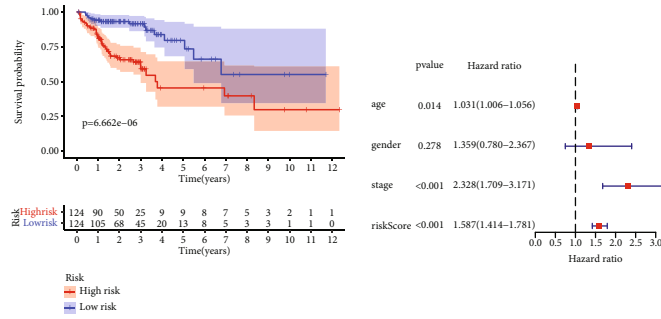 1.00
0.75
0.50
0.25
0.00
Survival probability
p=6.662e−06
0 1 2 3 4 5 6 7 8 9 10 11 12
Time(years)
Risk
Highrisk 124 90 50 25 9 9 8 7 5 3 2 1 1
Lowrisk 124 105 68 45 20 13 8 5 3 3 1 1 0
0 1 2 3 4 5 6 7 8 9 10 11 12
Time(years)
Risk
High risk
Low risk
pvalue Hazard ratio
age 0.014 1.031(1.006−1.056)
gender 0.278 1.359(0.780−2.367)
stage <0.001 2.328(1.709−3.171)
riskScore <0.001 1.587(1.414−1.781)
0.0 0.5 1.0 1.5 2.0 2.5 3.0
Hazard ratio